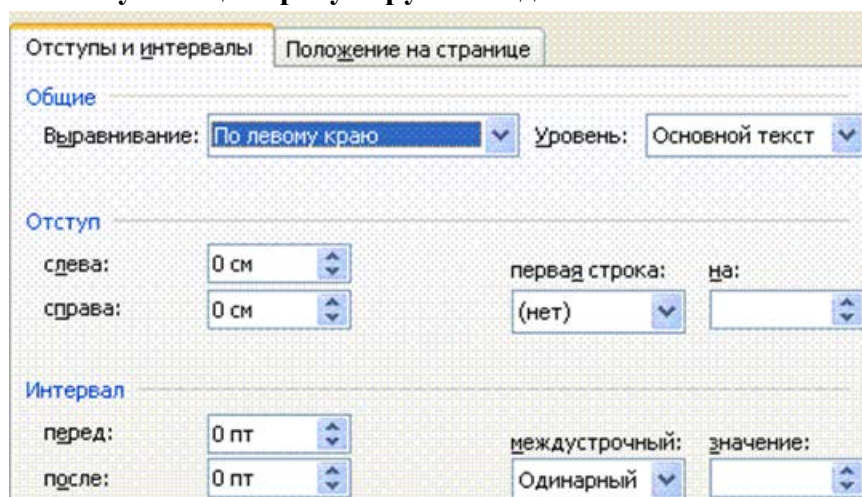 Отступы и интервалы Положение на странице
Общие
Выравнивание: По левому краю Уровень: Основной текст
Отступ
слева: 0 см первая строка: на:
справа: 0 см (нет)
Интервал
перед: 0 пт междустрочный: значение:
после: 0 пт Одинарный